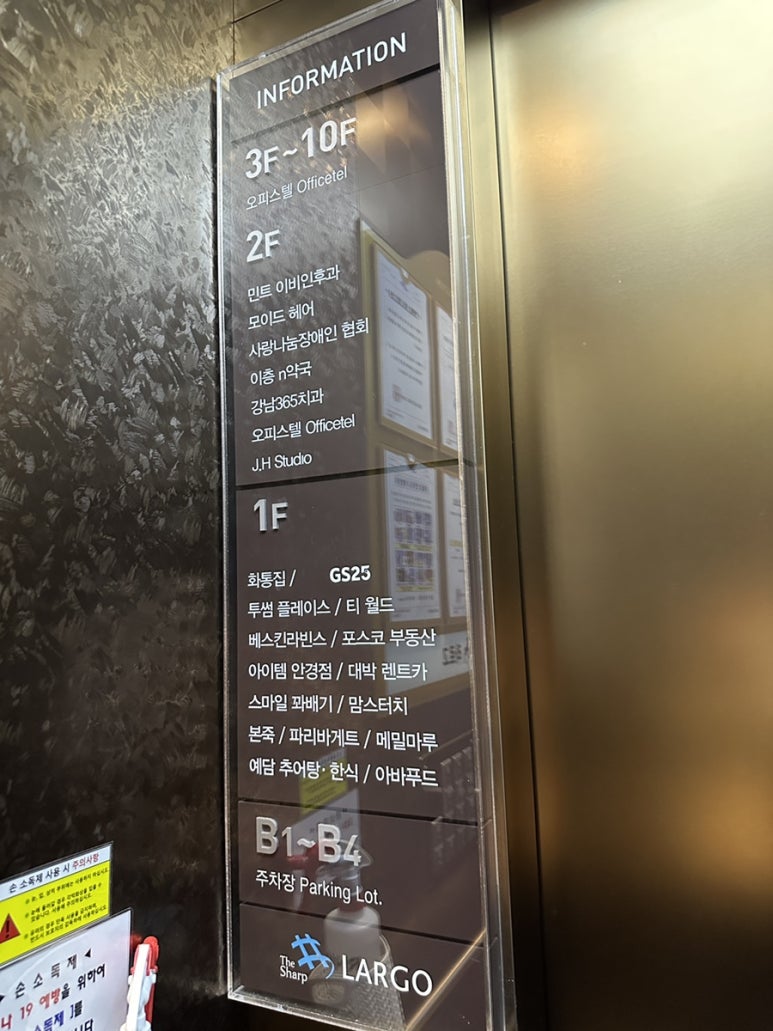 INFORMATION
3F~10F
오피스텔 Officetel
2F
민트 이비인후과
모이드 헤어
사랑나눔장애인 협회
이층 n약국
강남365치과
오피스텔 Officetel
J.H Studio
1F
화통집 / GS25
투썸 플레이스 / 티 월드
베스킨라빈스 / 포스코 부동산
아이템 안경점 / 대박 렌트카
스마일 꽈배기 / 맘스터치
본죽 / 파리바게트 / 메밀마루
예담 추어탕·한식 / 아바푸드
B1~B4
주차장 Parking Lot.
The Sharp LARGO
손 소독제 사용 시 주의사항
손 소독제
19 예방을 위하여